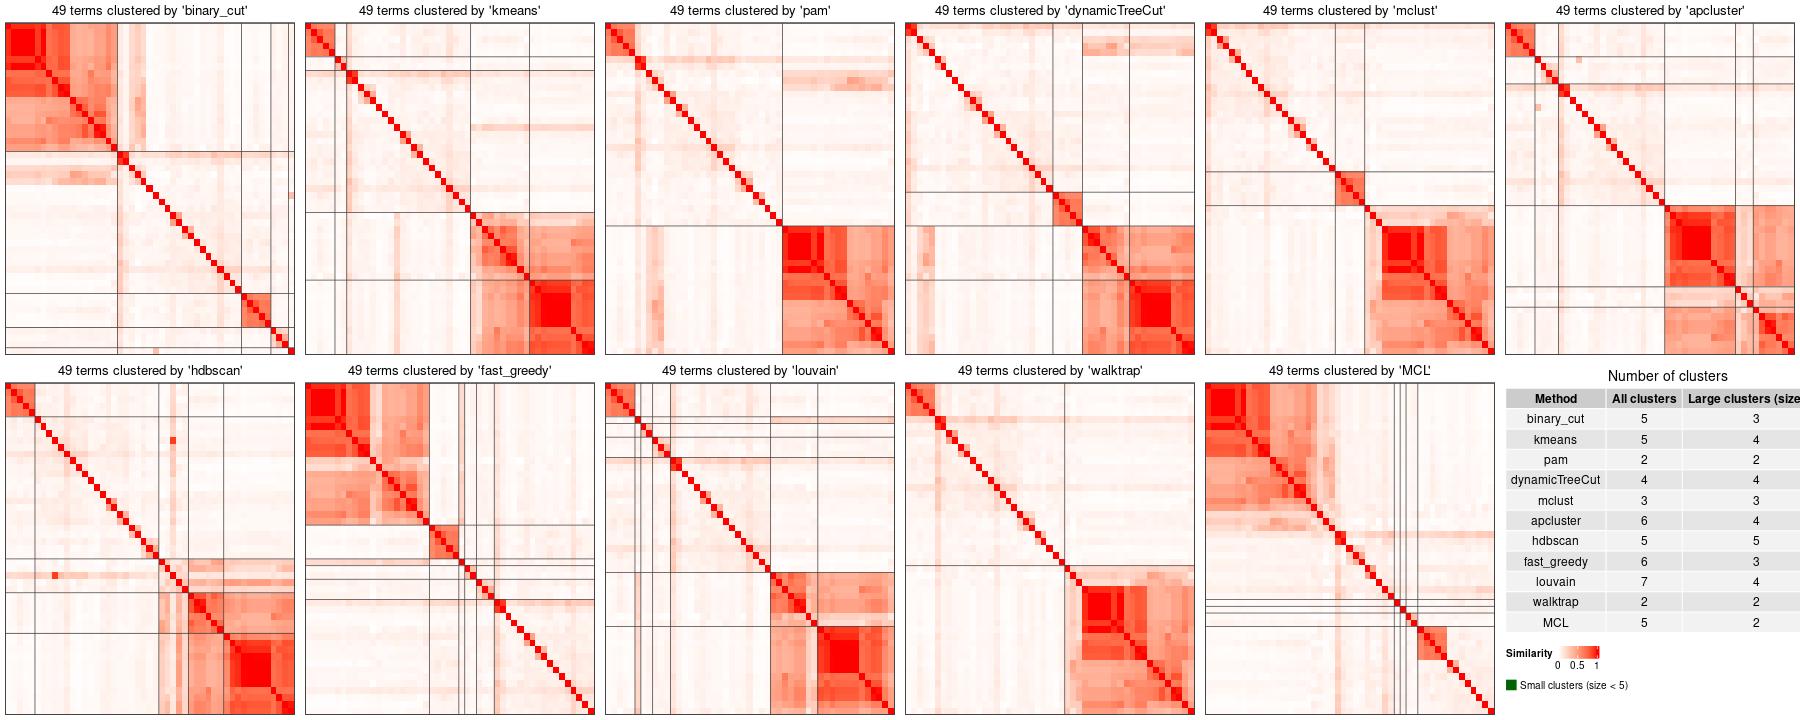 49 terms clustered by 'binary_cut'
49 terms clustered by 'kmeans'
49 terms clustered by 'pam'
49 terms clustered by 'dynamicTreeCut'
49 terms clustered by 'mclust'
49 terms clustered by 'apcluster'
49 terms clustered by 'hdbscan'
49 terms clustered by 'fast_greedy'
49 terms clustered by 'louvain'
49 terms clustered by 'walktrap'
49 terms clustered by 'MCL'
Number of clusters
Method All clusters Large clusters (size
binary_cut 5 3
kmeans 5 4
pam 2 2
dynamicTreeCut 4 4
mclust 3 3
apcluster 6 4
hdbscan 5 5
fast_greedy 6 3
louvain 7 4
walktrap 2 2
MCL 5 2
Similarity
0 0.5 1
Small clusters (size < 5)